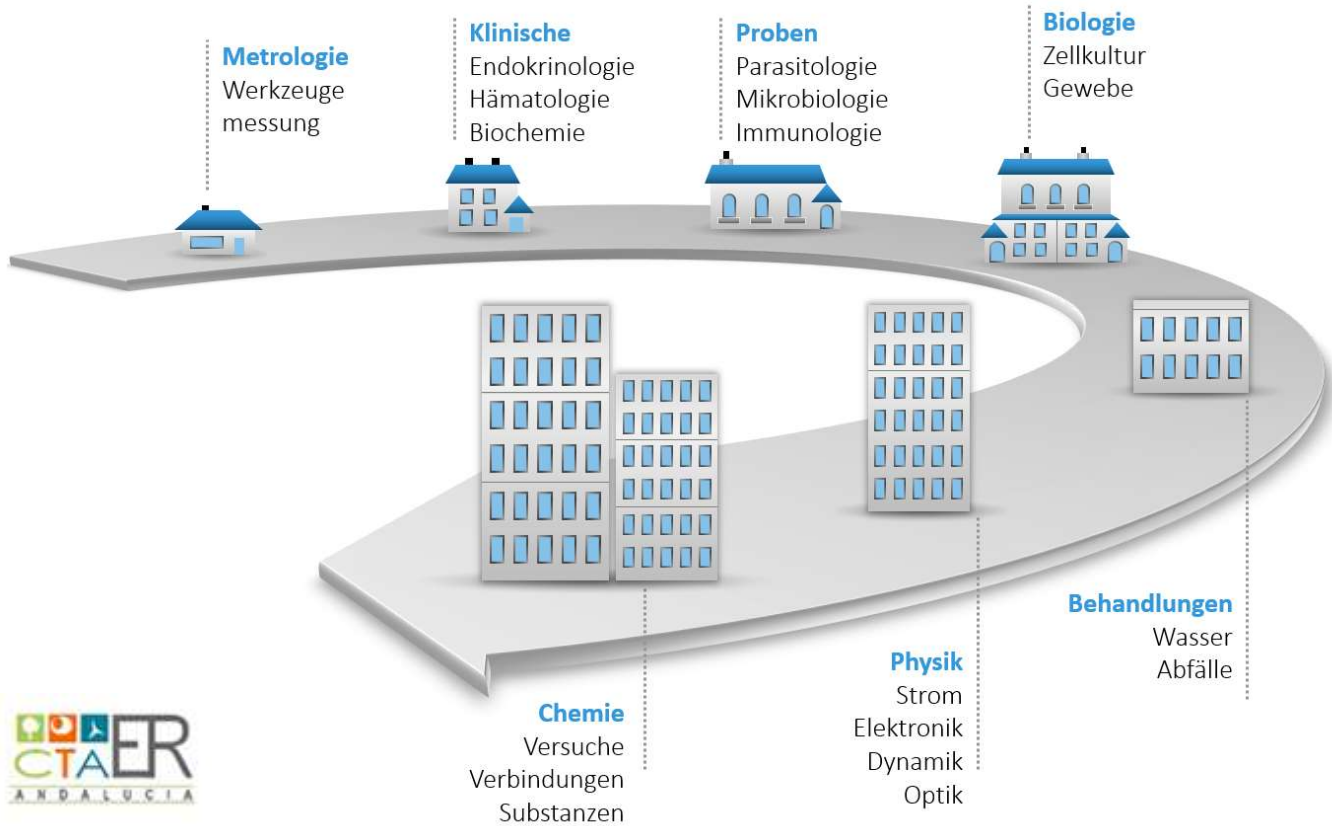 Metrologie
Werkzeuge
messung
Klinische
Endokrinologie
Hämatologie
Biochemie
Proben
Parasitologie
Mikrobiologie
Immunologie
Biologie
Zellkultur
Gewebe
Behandlungen
Wasser
Abfälle
Physik
Strom
Elektronik
Dynamik
Optik
Chemie
Versuche
Verbindungen
Substanzen
CTAER
ANDALUCIA